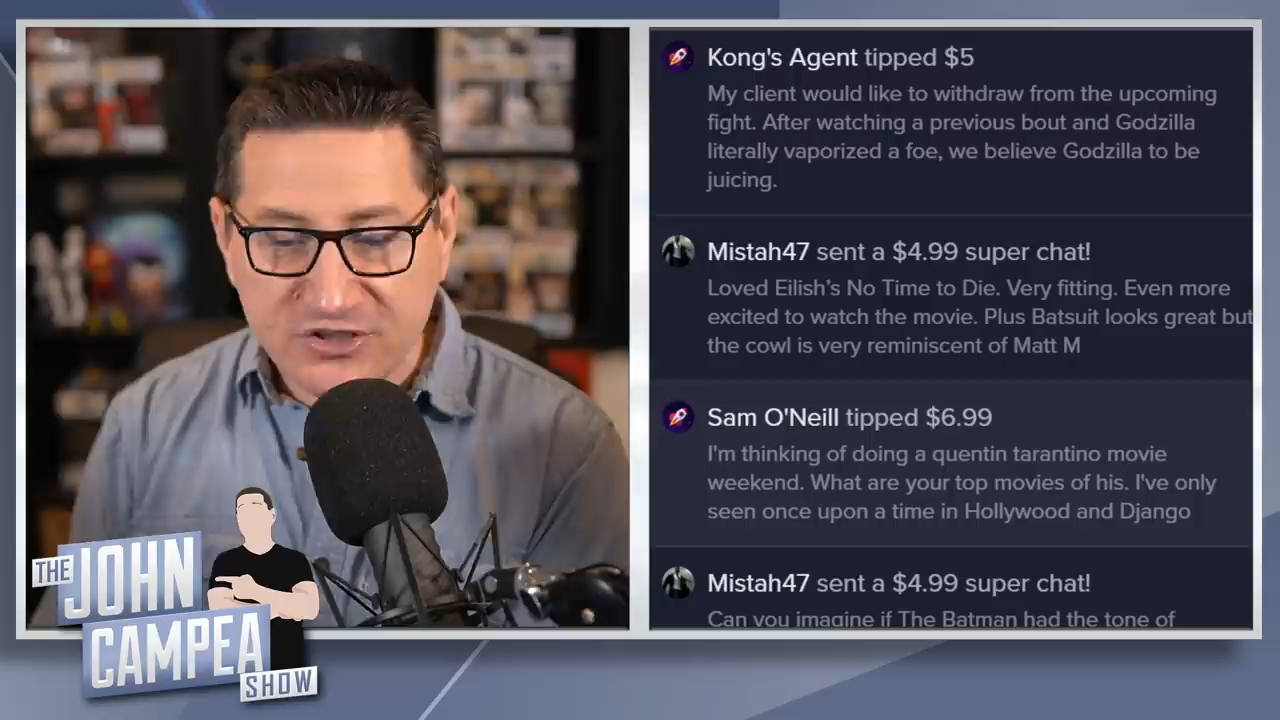 Kong's Agent tipped $5
My client would like to withdraw from the upcoming
fight. After watching a previous bout and Godzilla
literally vaporized a foe, we believe Godzilla to be
juicing.
Mistah47 sent a $4.99 super chat!
Loved Eilish's No Time to Die. Very fitting. Even more
excited to watch the movie. Plus Batsuit looks great but
the cowl is very reminiscent of Matt M
Sam O'Neill tipped $6.99
I'm thinking of doing a quentin tarantino movie
weekend. What are your top movies of his. I've only
seen once upon a time in Hollywood and Django
Mistah47 sent a $4.99 super chat!
Can you imagine if The Batman had the tone of
THE
JOHN
CAMPEA
SHOW